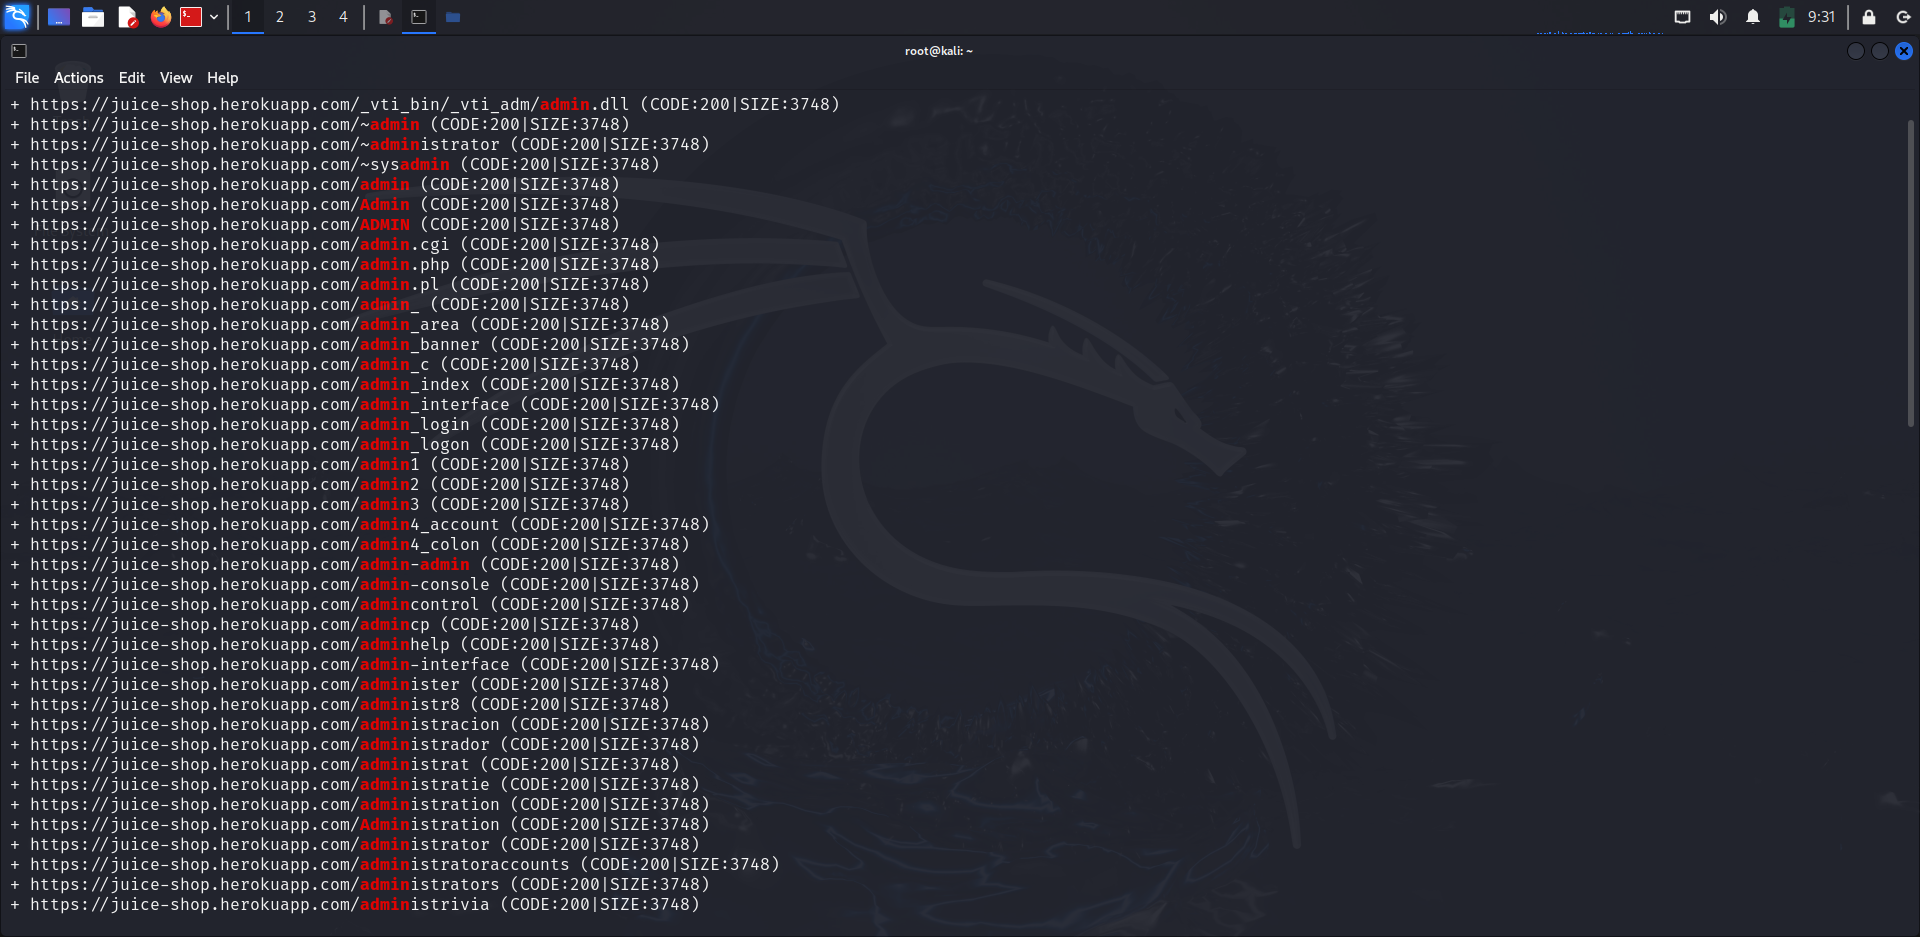 1 2 3 4 9:31
root@kali: ~
File Actions Edit View Help
+ https://juice-shop.herokuapp.com/_vti_bin/_vti_adm/admin.dll (CODE:200|SIZE:3748)
+ https://juice-shop.herokuapp.com/~admin (CODE:200|SIZE:3748)
+ https://juice-shop.herokuapp.com/~administrator (CODE:200|SIZE:3748)
+ https://juice-shop.herokuapp.com/~sysadmin (CODE:200|SIZE:3748)
+ https://juice-shop.herokuapp.com/admin (CODE:200|SIZE:3748)
+ https://juice-shop.herokuapp.com/Admin (CODE:200|SIZE:3748)
+ https://juice-shop.herokuapp.com/ADMIN (CODE:200|SIZE:3748)
+ https://juice-shop.herokuapp.com/admin.cgi (CODE:200|SIZE:3748)
+ https://juice-shop.herokuapp.com/admin.php (CODE:200|SIZE:3748)
+ https://juice-shop.herokuapp.com/admin.pl (CODE:200|SIZE:3748)
+ https://juice-shop.herokuapp.com/admin_ (CODE:200|SIZE:3748)
+ https://juice-shop.herokuapp.com/admin_area (CODE:200|SIZE:3748)
+ https://juice-shop.herokuapp.com/admin_banner (CODE:200|SIZE:3748)
+ https://juice-shop.herokuapp.com/admin_c (CODE:200|SIZE:3748)
+ https://juice-shop.herokuapp.com/admin_index (CODE:200|SIZE:3748)
+ https://juice-shop.herokuapp.com/admin_interface (CODE:200|SIZE:3748)
+ https://juice-shop.herokuapp.com/admin_login (CODE:200|SIZE:3748)
+ https://juice-shop.herokuapp.com/admin_logon (CODE:200|SIZE:3748)
+ https://juice-shop.herokuapp.com/admin1 (CODE:200|SIZE:3748)
+ https://juice-shop.herokuapp.com/admin2 (CODE:200|SIZE:3748)
+ https://juice-shop.herokuapp.com/admin3 (CODE:200|SIZE:3748)
+ https://juice-shop.herokuapp.com/admin4_account (CODE:200|SIZE:3748)
+ https://juice-shop.herokuapp.com/admin4_colon (CODE:200|SIZE:3748)
+ https://juice-shop.herokuapp.com/admin-admin (CODE:200|SIZE:3748)
+ https://juice-shop.herokuapp.com/admin-console (CODE:200|SIZE:3748)
+ https://juice-shop.herokuapp.com/admincontrol (CODE:200|SIZE:3748)
+ https://juice-shop.herokuapp.com/admincp (CODE:200|SIZE:3748)
+ https://juice-shop.herokuapp.com/adminhelp (CODE:200|SIZE:3748)
+ https://juice-shop.herokuapp.com/admin-interface (CODE:200|SIZE:3748)
+ https://juice-shop.herokuapp.com/administer (CODE:200|SIZE:3748)
+ https://juice-shop.herokuapp.com/administr8 (CODE:200|SIZE:3748)
+ https://juice-shop.herokuapp.com/administracion (CODE:200|SIZE:3748)
+ https://juice-shop.herokuapp.com/administrador (CODE:200|SIZE:3748)
+ https://juice-shop.herokuapp.com/administrat (CODE:200|SIZE:3748)
+ https://juice-shop.herokuapp.com/administratie (CODE:200|SIZE:3748)
+ https://juice-shop.herokuapp.com/administration (CODE:200|SIZE:3748)
+ https://juice-shop.herokuapp.com/Administration (CODE:200|SIZE:3748)
+ https://juice-shop.herokuapp.com/administrator (CODE:200|SIZE:3748)
+ https://juice-shop.herokuapp.com/administratoraccounts (CODE:200|SIZE:3748)
+ https://juice-shop.herokuapp.com/administrators (CODE:200|SIZE:3748)
+ https://juice-shop.herokuapp.com/administrivia (CODE:200|SIZE:3748)